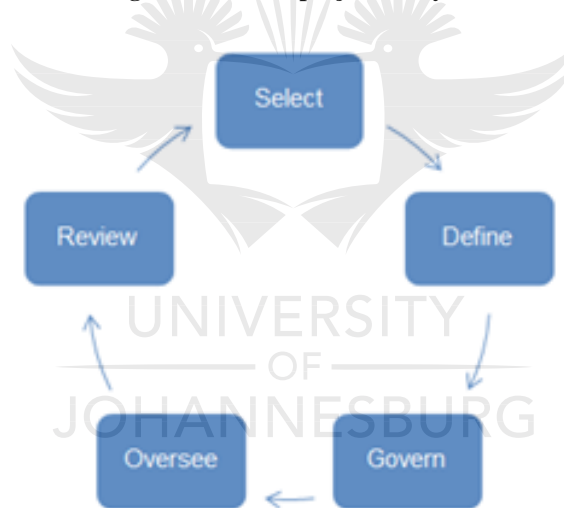 Select
Review
Define
UNIVERSITY
OF
JOHANNESBURG
Oversee
Govern